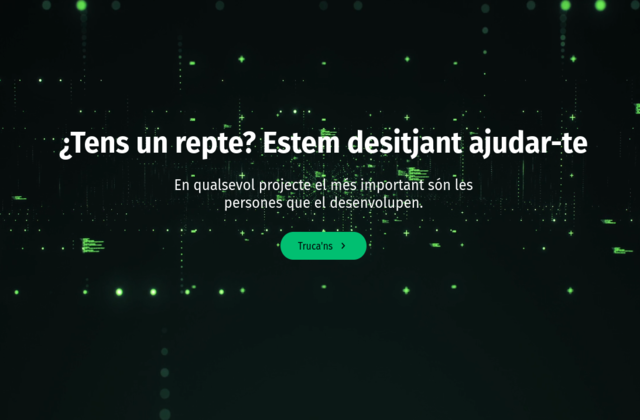 ¿Tens un repte? Estem desitjant ajudar-te
En qualsevol projecte el més important són les
persones que el desenvolupen.
Truca'ns